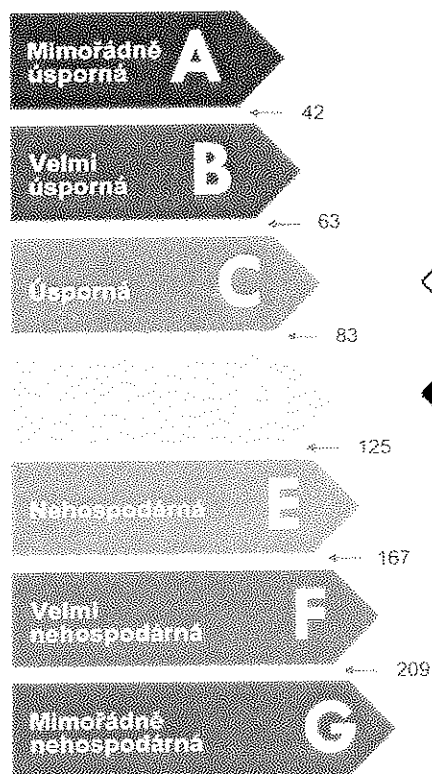 Mimořádně
úsporná
A
42
Velmi
úsporná
B
63
Úsporná
C
83
125
Nehospodárná
E
167
Velmi
nehospodárná
F
209
Mimořádně
nehospodárná
G